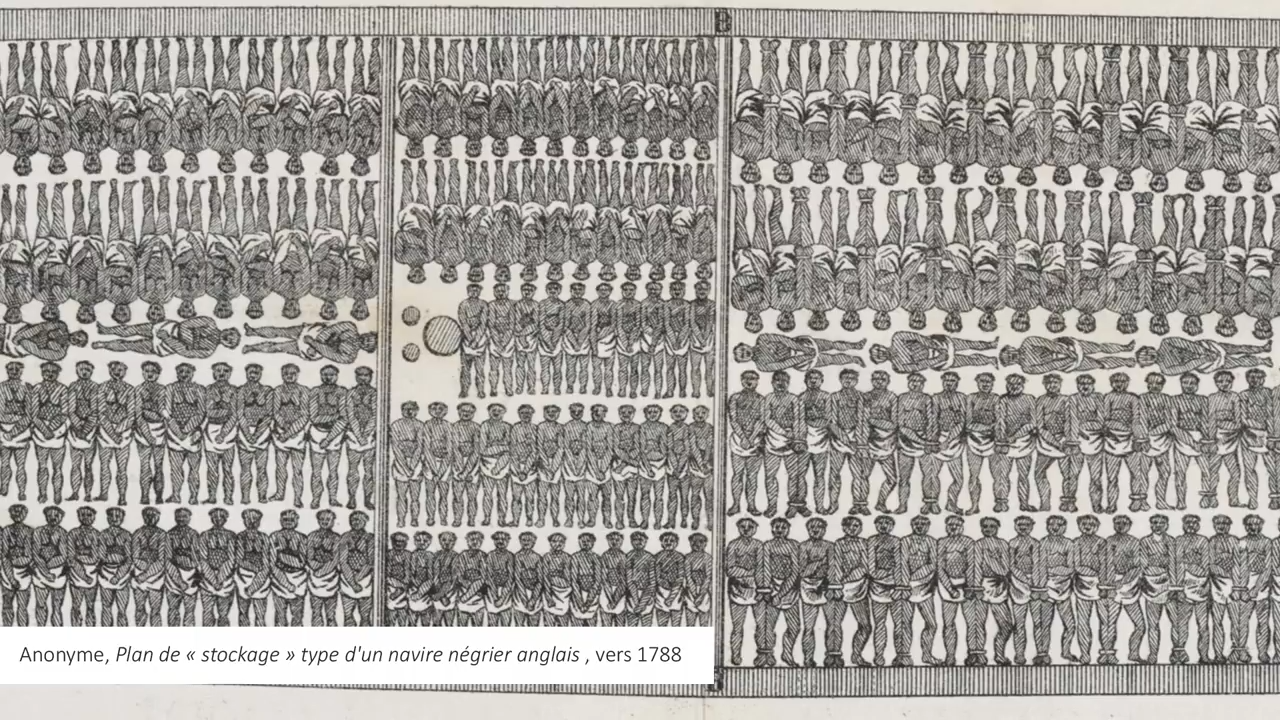 B
Anonyme, Plan de « stockage » type d'un navire négrier anglais , vers 1788